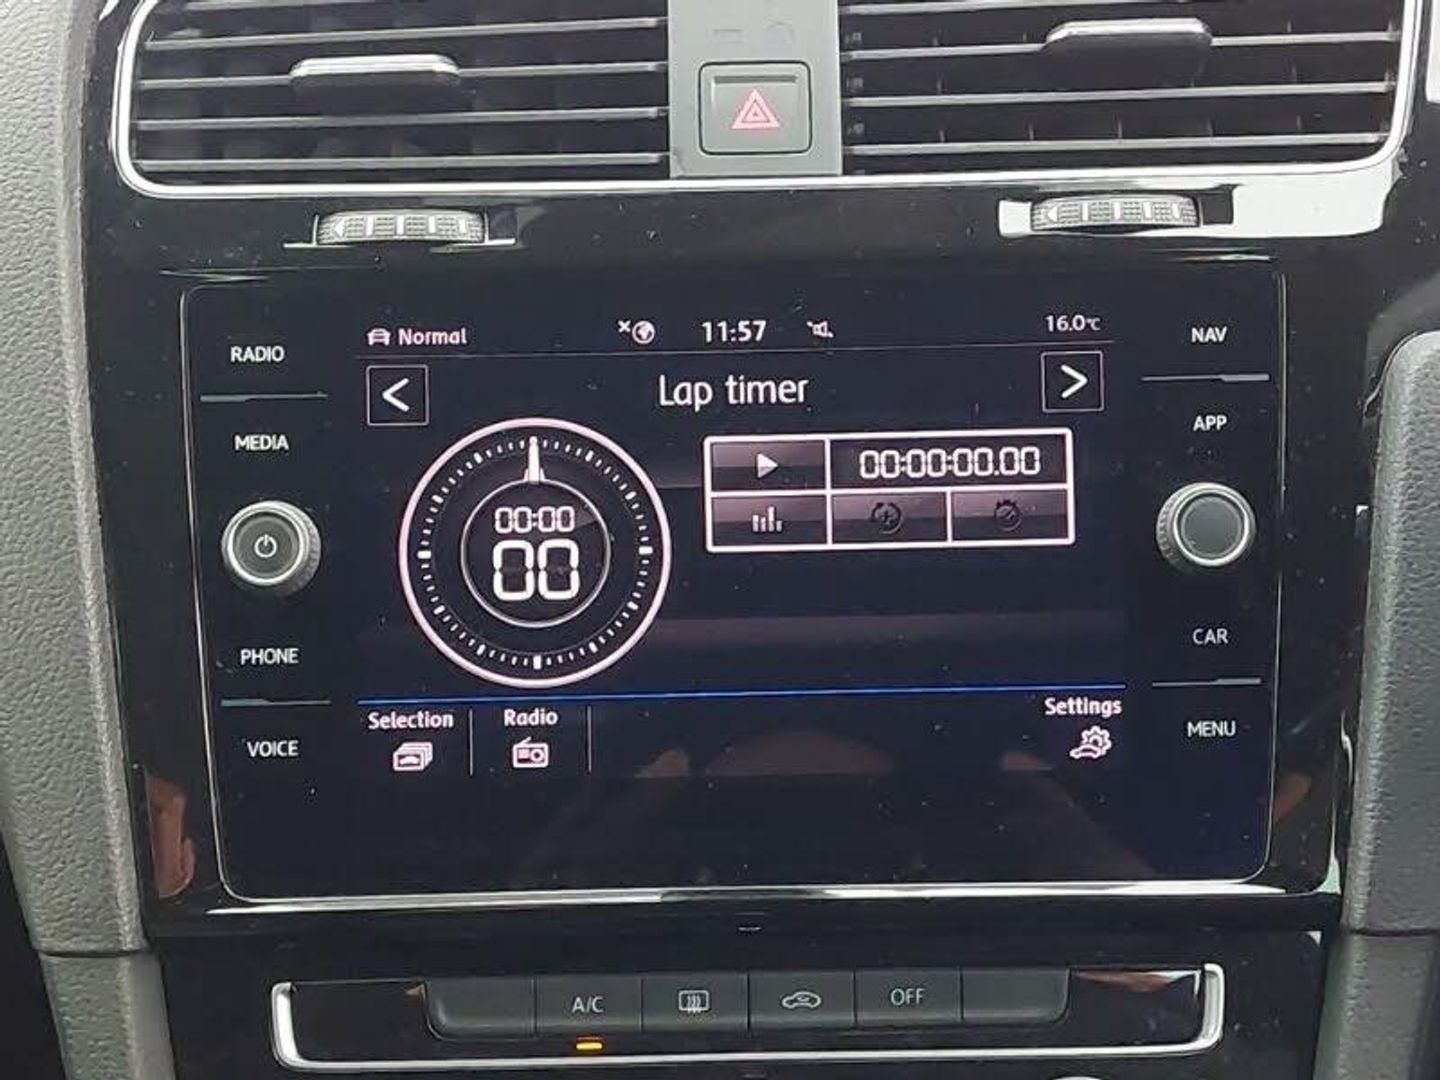 RADIO
MEDIA
PHONE
VOICE
Normal
11:57
16.0°C
Lap timer
00:00:00.00
00:00
00
Selection
Radio
Settings
NAV
APP
CAR
MENU
A/C
OFF